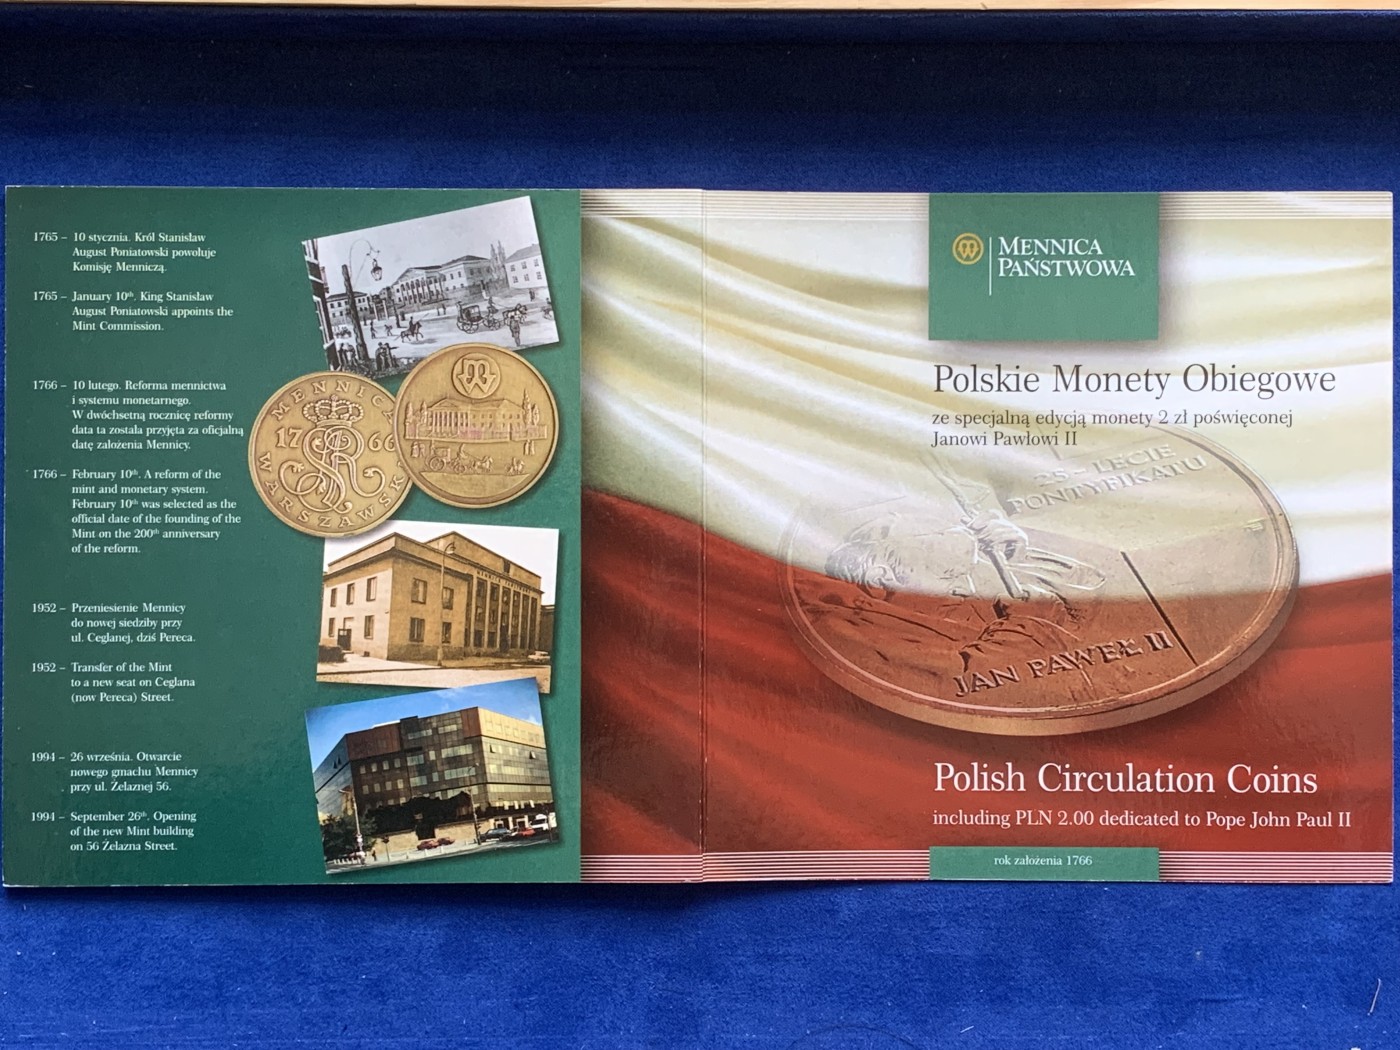 1765 – 10 stycznia. Król Stanisław
August Poniatowski powołuje
Komisję Menniczą.
1765 – January 10th. King Stanisław
August Poniatowski appoints the
Mint Commission.
1766 – 10 lutego. Reforma mennictwa
i systemu monetarnego.
W dwóchsetną rocznicę reformy
data ta została przyjęta za oficjalną
datę założenia Mennicy.
1766 – February 10th. A reform of the
mint and monetary system.
February 10th was selected as the
official date of the founding of the
Mint on the 200th anniversary
of the reform.
1952 – Przeniesienie Mennicy
do nowej siedziby przy
ul. Ceglanej, dziś Pereca.
1952 – Transfer of the Mint
to a new seat on Ceglana
(now Pereca) Street.
1994 – 26 września. Otwarcie
nowego gmachu Mennicy
przy ul. Żelaznej 56.
1994 – September 26th. Opening
of the new Mint building
on 56 Żelazna Street.
MENNICA
1766
WARSZAWSKA
MENNICA
PAŃSTWOWA
Polskie Monety Obiegowe
ze specjalną edycją monety 2 zł poświęconej
Janowi Pawłowi II
25-LECIE
PONTYFIKATU
JAN PAWEŁ II
Polish Circulation Coins
including PLN 2.00 dedicated to Pope John Paul II
rok założenia 1766